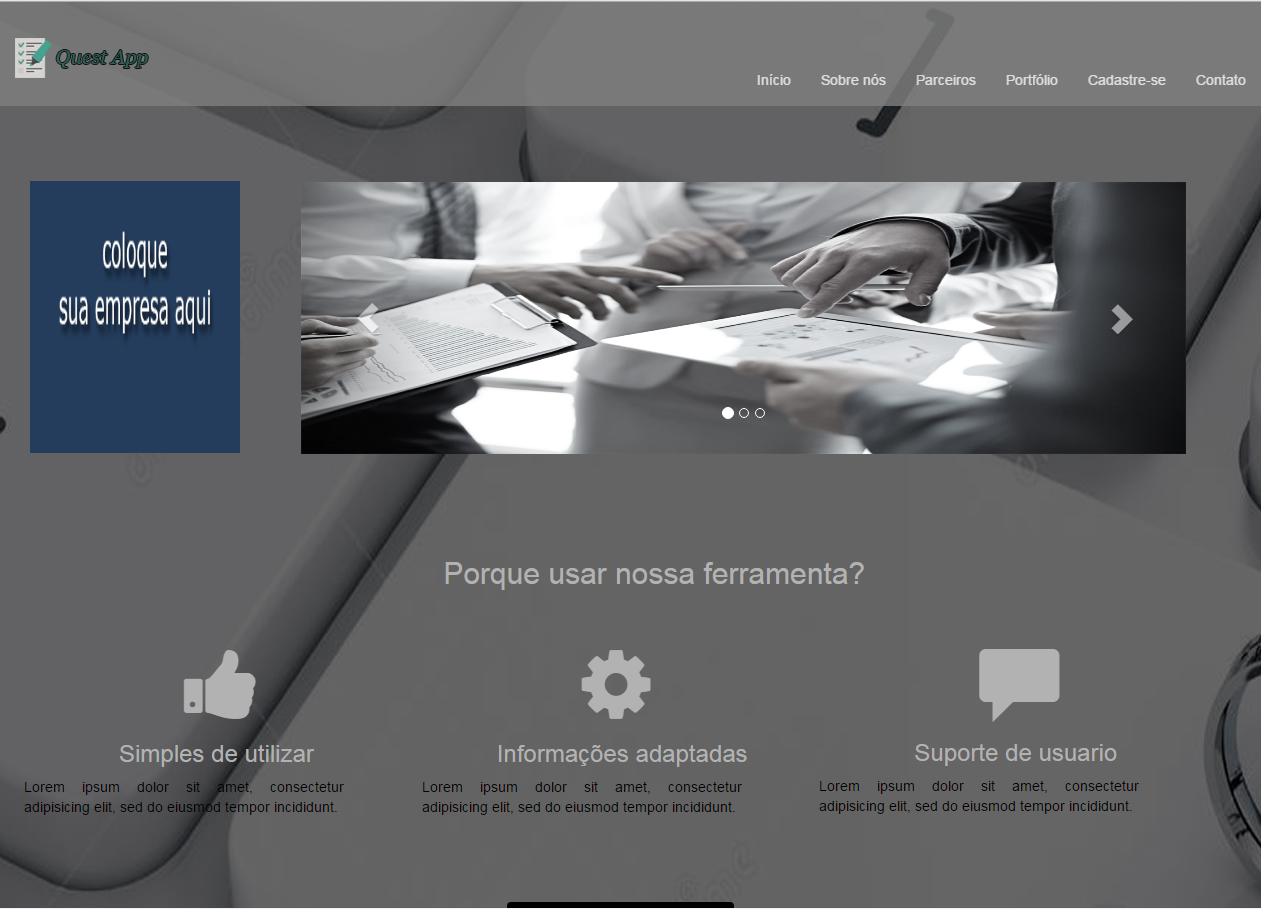 Quest App
Início Sobre nós Parceiros Portfólio Cadastre-se Contato
coloque
sua empresa aqui
Porque usar nossa ferramenta?
Simples de utilizar
Lorem ipsum dolor sit amet, consectetur
adipisicing elit, sed do eiusmod tempor incididunt.
Informações adaptadas
Lorem ipsum dolor sit amet, consectetur
adipisicing elit, sed do eiusmod tempor incididunt.
Suporte de usuario
Lorem ipsum dolor sit amet, consectetur
adipisicing elit, sed do eiusmod tempor incididunt.